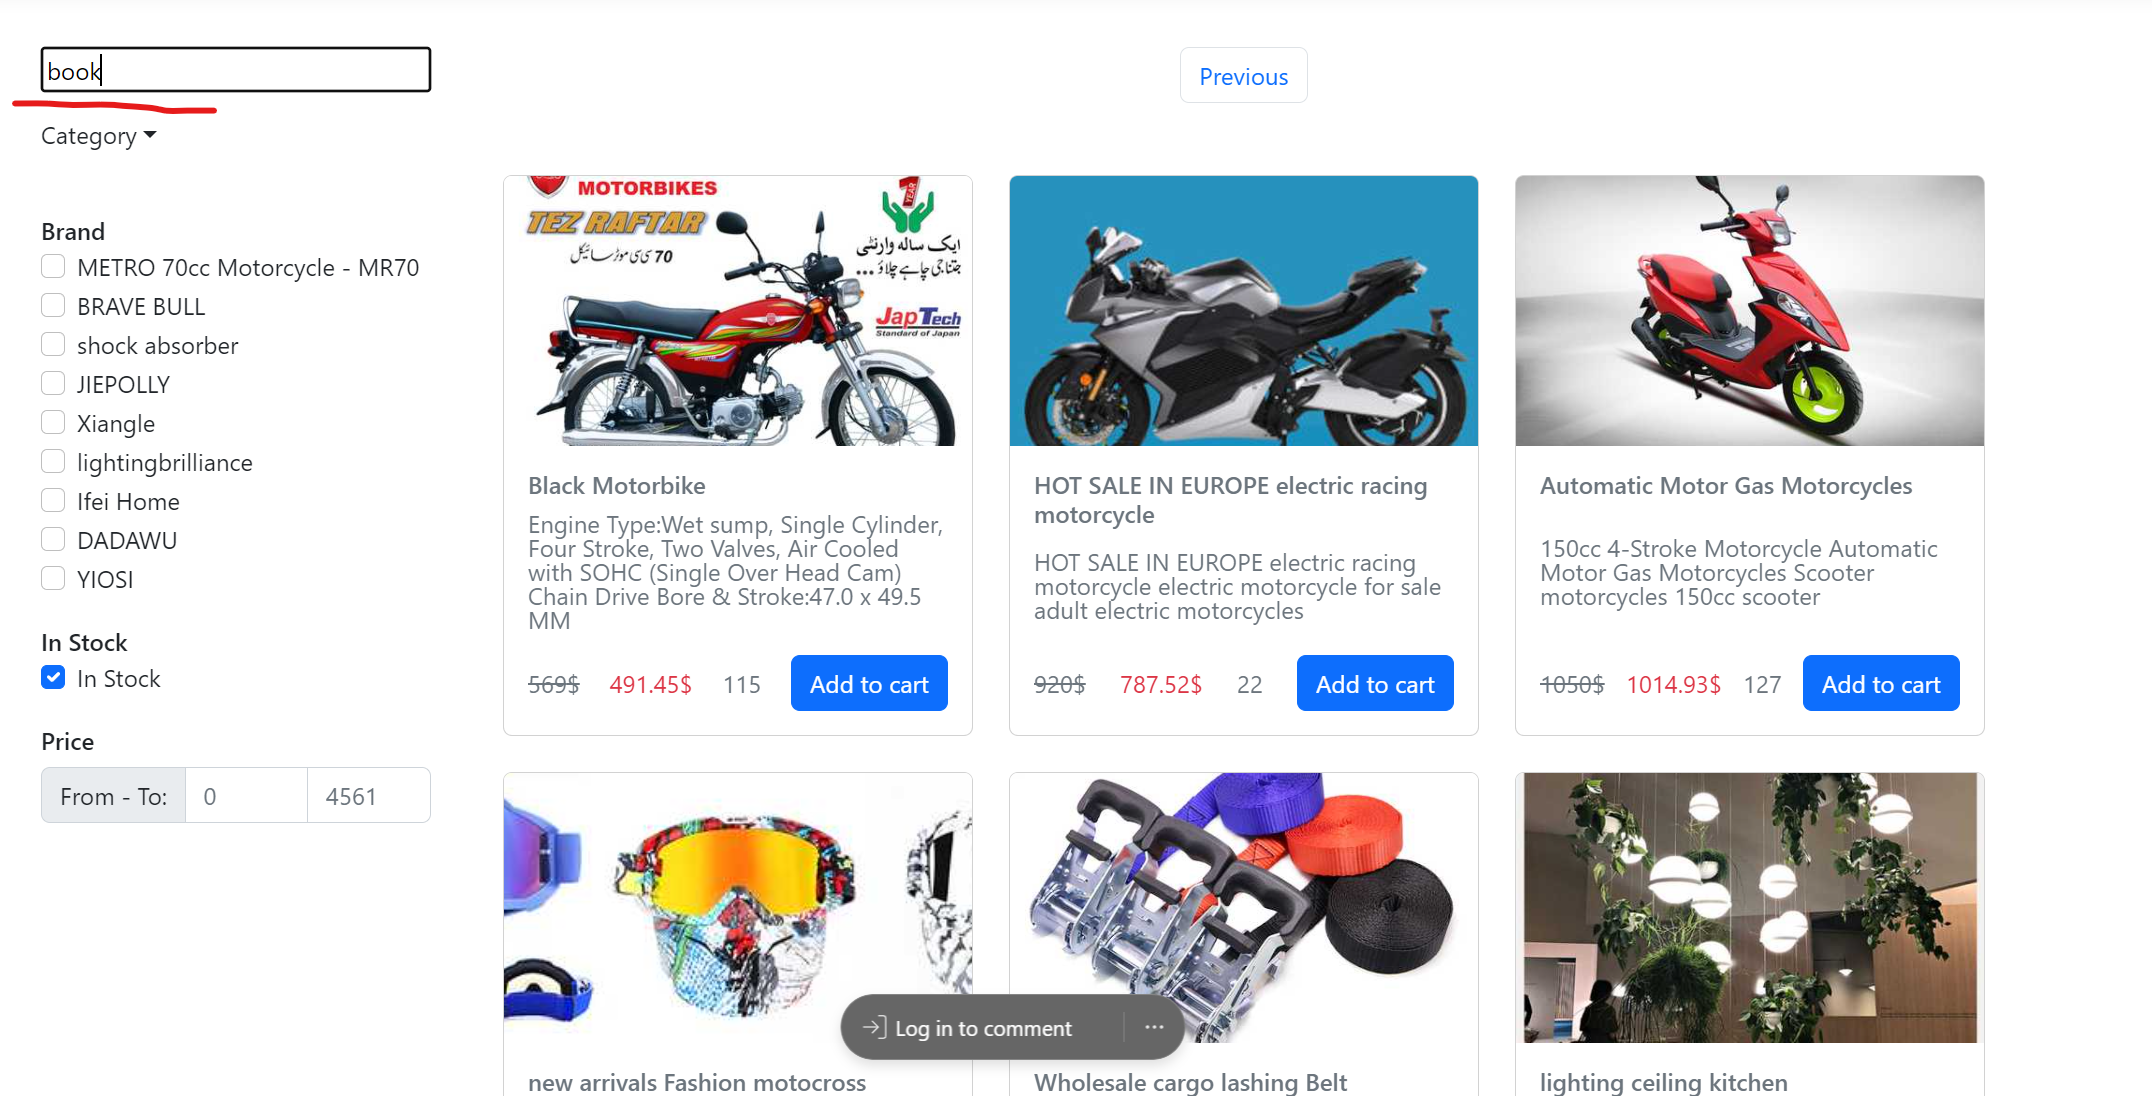 book
Previous
Category
Brand
METRO 70cc Motorcycle - MR70
BRAVE BULL
shock absorber
JIEPOLLY
Xiangle
lightingbrilliance
Ifei Home
DADAWU
YIOSI
In Stock
In Stock
Price
From - To: 0 4561
MOTORBIKES
TEZ RAFTAR
70 سی سی موٹر سائیکل
1 YEAR
ایک سالہ وارنٹی
جتنا جی چاہے چلاؤ ...
JapTech
Standard of Japan
Black Motorbike
Engine Type:Wet sump, Single Cylinder,
Four Stroke, Two Valves, Air Cooled
with SOHC (Single Over Head Cam)
Chain Drive Bore & Stroke:47.0 x 49.5
MM
569$ 491.45$ 115 Add to cart
HOT SALE IN EUROPE electric racing
motorcycle
HOT SALE IN EUROPE electric racing
motorcycle electric motorcycle for sale
adult electric motorcycles
920$ 787.52$ 22 Add to cart
Automatic Motor Gas Motorcycles
150cc 4-Stroke Motorcycle Automatic
Motor Gas Motorcycles Scooter
motorcycles 150cc scooter
1050$ 1014.93$ 127 Add to cart
new arrivals Fashion motocross
Wholesale cargo lashing Belt
lighting ceiling kitchen
Log in to comment ...